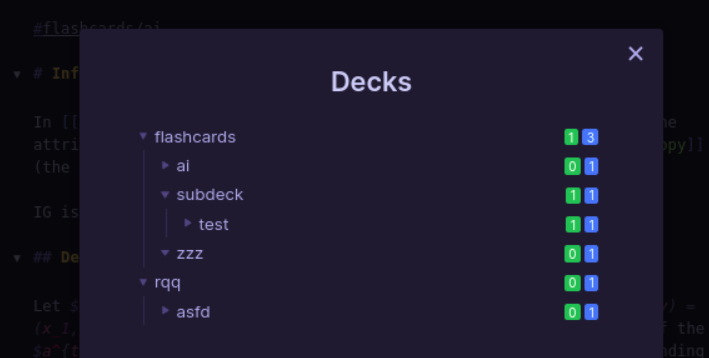 #flashcards/ai
# Inf
Decks
In [[
flashcards 1 3
attri
ai 0 1
opy]]
(the
subdeck 1 1
IG is
test 1 1
## De
zzz 0 1
rqq 0 1
Let $
asfd 0 1
) =
(x_1,
f the
$a^{t
nding